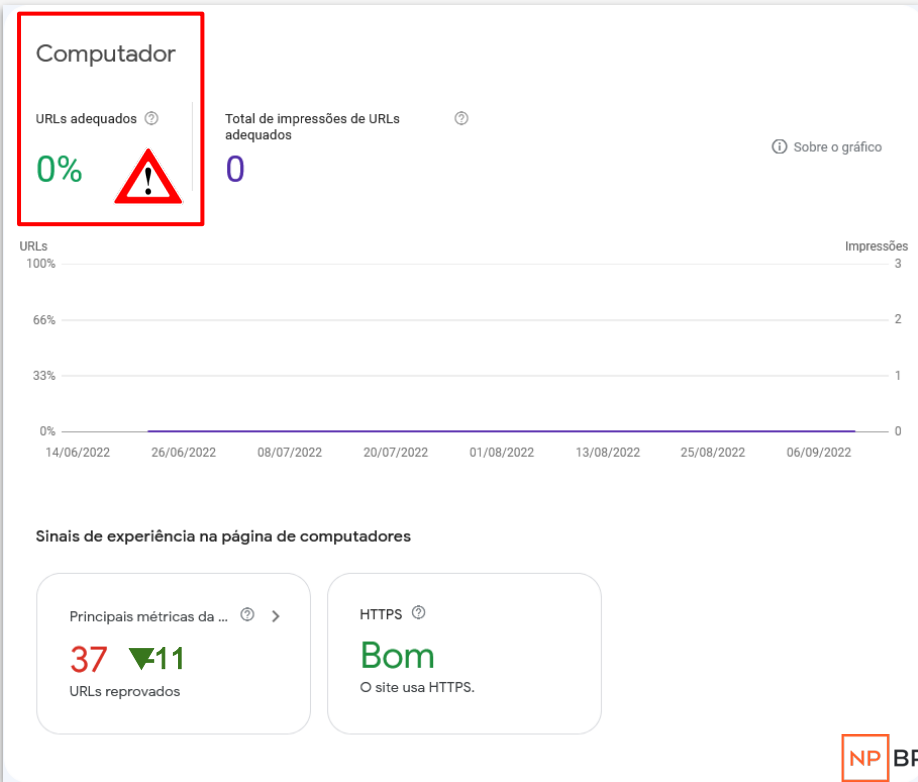 Computador
URLs adequados
Total de impressões de URLs
adequados
0%
!
0
Sobre o gráfico
URLs
Impressões
100%
3
66%
2
33%
1
0%
0
14/06/2022 26/06/2022 08/07/2022 20/07/2022 01/08/2022 13/08/2022 25/08/2022 06/09/2022
Sinais de experiência na página de computadores
Principais métricas da ...
37 -11
URLs reprovados
HTTPS
Bom
O site usa HTTPS.
NP